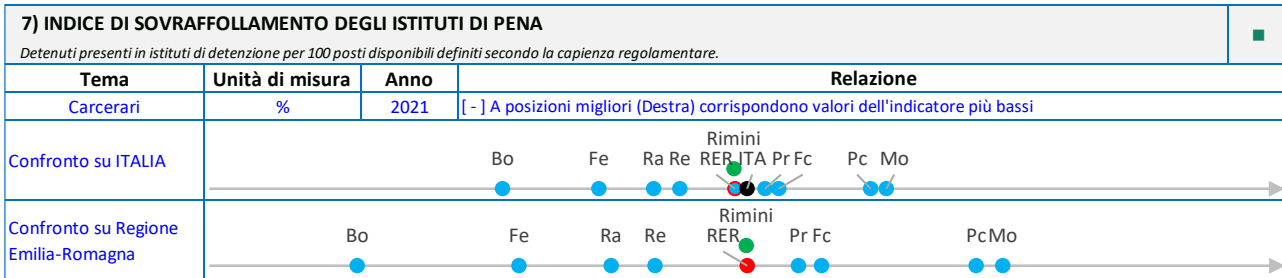 7) INDICE DI SOVRAFFOLLAMENTO DEGLI ISTITUTI DI PENA
Detenuti presenti in istituti di detenzione per 100 posti disponibili definiti secondo la capienza regolamentare.
Tema Unità di misura Anno Relazione
Carcerari % 2021 [ - ] A posizioni migliori (Destra) corrispondono valori dell'indicatore più bassi
Rimini
Confronto su ITALIA Bo Fe Ra Re RER ITA Pr Fc Pc Mo
Rimini
Confronto su Regione
Emilia-Romagna
Bo Fe Ra Re RER Pr Fc Pc Mo